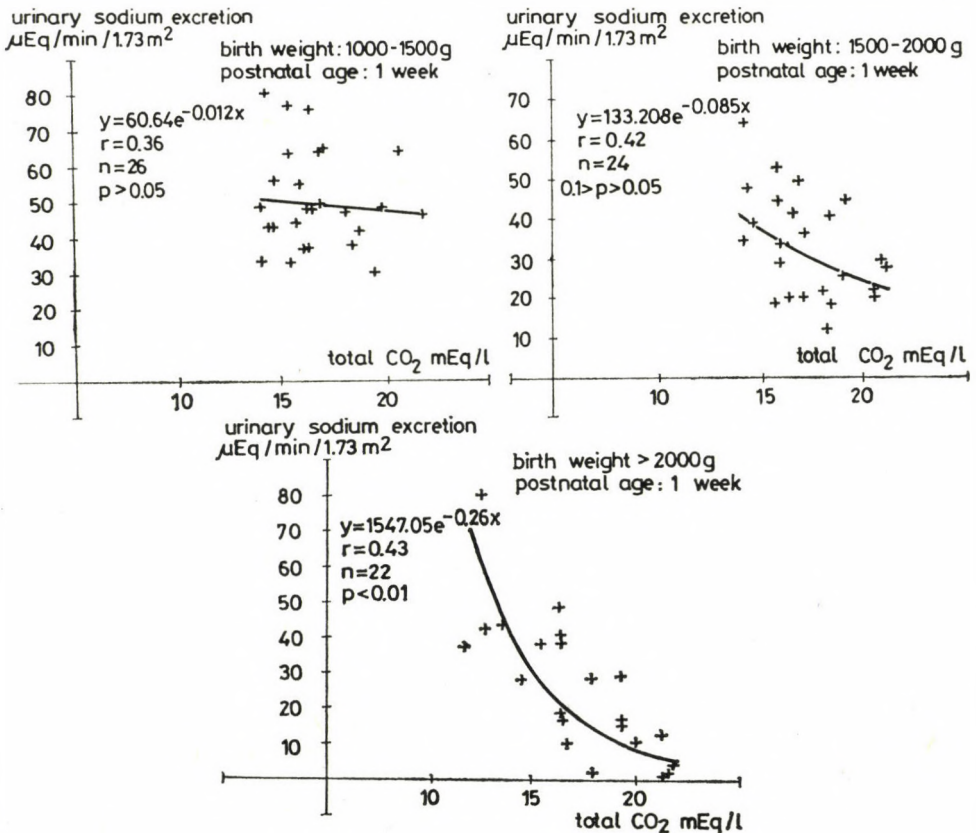 urinary sodium excretion
μEq/min/1.73 m²
birth weight: 1000-1500g
postnatal age: 1 week
y=60.64e^-0.012x
r=0.36
n=26
p>0.05
80
70
60
50
40
30
20
10
total CO₂ mEq/l
10 15 20
urinary sodium excretion
μEq/min/1.73 m²
birth weight: 1500-2000 g
postnatal age: 1 week
y=133.208e^-0.085x
r=0.42
n=24
0.1>p>0.05
70
60
50
40
30
20
10
total CO₂ mEq/l
10 15 20
urinary sodium excretion
μEq/min/1.73 m²
birth weight > 2000g
postnatal age: 1 week
y=1547.05e^-0.26x
r=0.43
n=22
p<0.01
80
70
60
50
40
30
20
10
10 15 20
total CO₂ mEq/l